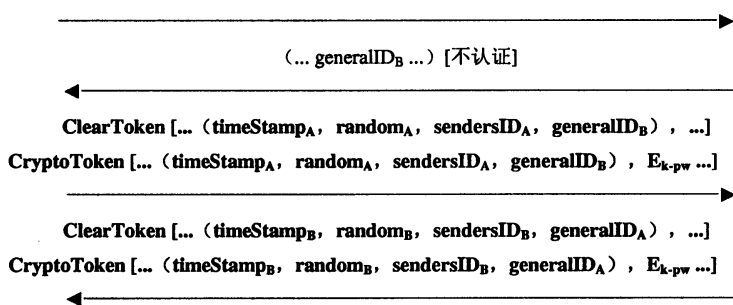 (... generalID_B ...) [不认证]
ClearToken [...（timeStamp_A，random_A，sendersID_A，generalID_B），...]
CryptoToken [...（timeStamp_A，random_A，sendersID_A，generalID_B），E_k-pw ...]
ClearToken [...（timeStamp_B，random_B，sendersID_B，generalID_A），...]
CryptoToken [...（timeStamp_B，random_B，sendersID_B，generalID_A），E_k-pw ...]